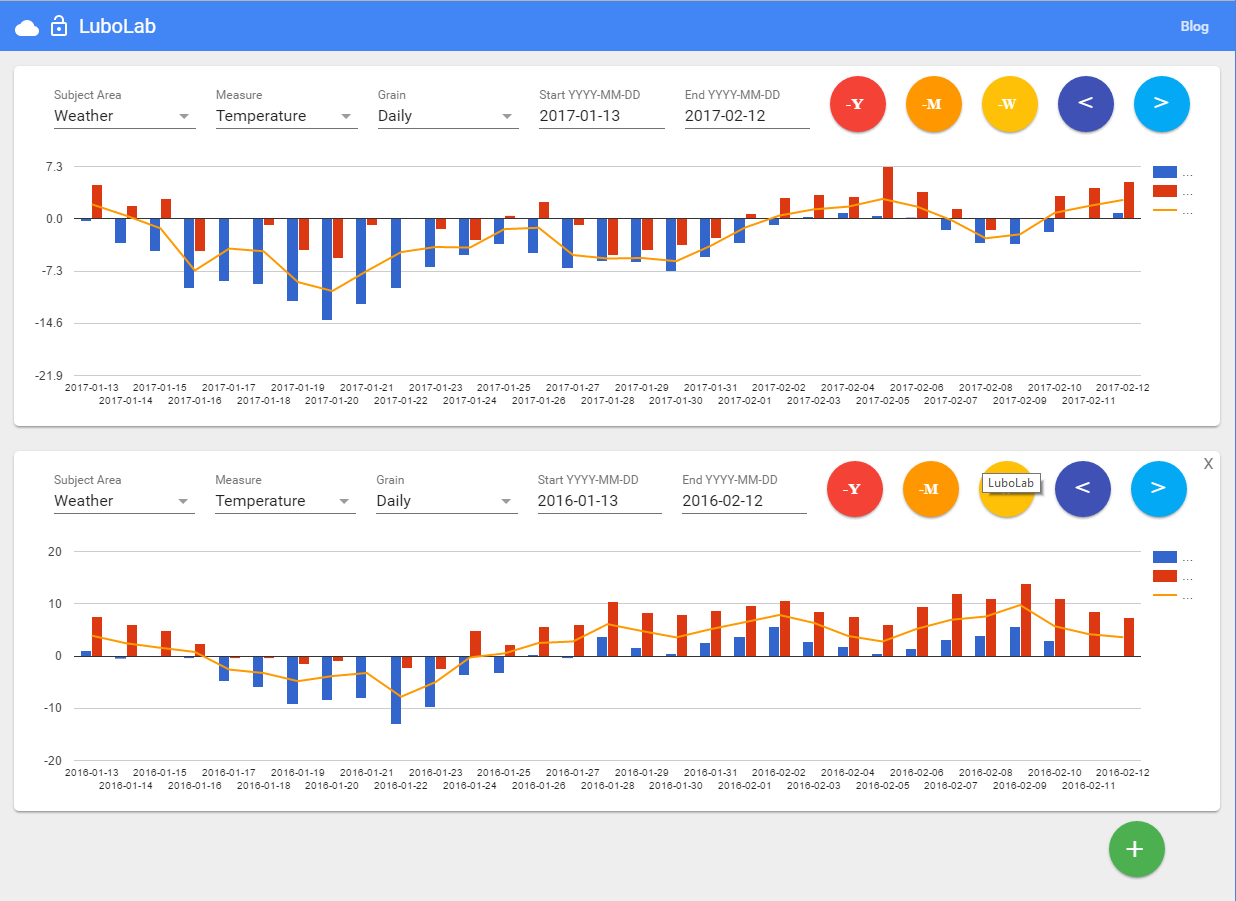 LuboLab Blog
Subject Area Measure Grain Start YYYY-MM-DD End YYYY-MM-DD
Weather Temperature Daily 2017-01-13 2017-02-12 -Y -M -W < >
7.3 ...
...
0.0 ...
-7.3
-14.6
-21.9
2017-01-13 2017-01-15 2017-01-17 2017-01-19 2017-01-21 2017-01-23 2017-01-25 2017-01-27 2017-01-29 2017-01-31 2017-02-02 2017-02-04 2017-02-06 2017-02-08 2017-02-10 2017-02-12
2017-01-14 2017-01-16 2017-01-18 2017-01-20 2017-01-22 2017-01-24 2017-01-26 2017-01-28 2017-01-30 2017-02-01 2017-02-03 2017-02-05 2017-02-07 2017-02-09 2017-02-11
X
Subject Area Measure Grain Start YYYY-MM-DD End YYYY-MM-DD LuboLab
Weather Temperature Daily 2016-01-13 2016-02-12 -Y -M < >
20 ...
...
10 ...
0
-10
-20
2016-01-13 2016-01-15 2016-01-17 2016-01-19 2016-01-21 2016-01-23 2016-01-25 2016-01-27 2016-01-29 2016-01-31 2016-02-02 2016-02-04 2016-02-06 2016-02-08 2016-02-10 2016-02-12
2016-01-14 2016-01-16 2016-01-18 2016-01-20 2016-01-22 2016-01-24 2016-01-26 2016-01-28 2016-01-30 2016-02-01 2016-02-03 2016-02-05 2016-02-07 2016-02-09 2016-02-11
+